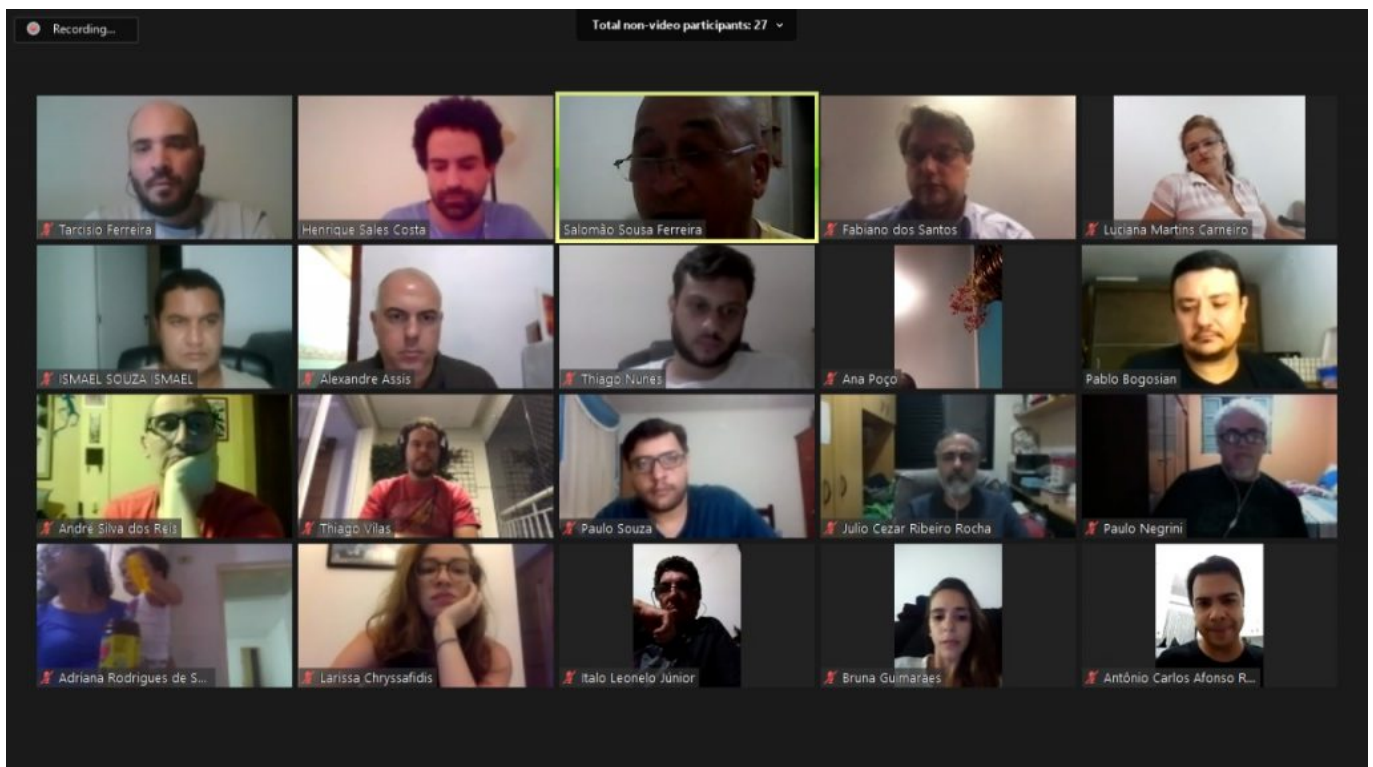 Recording...
Total non-video participants: 27
Tarcisio Ferreira
Henrique Sales Costa
Salomão Sousa Ferreira
Fabiano dos Santos
Luciana Martins Carneiro
ISMAEL SOUZA ISMAEL
Alexandre Assis
Thiago Nunes
Ana Poço
Pablo Bogosian
André Silva dos Reis
Thiago Vilas
Paulo Souza
Julio Cezar Ribeiro Rocha
Paulo Negrini
Adriana Rodrigues de S...
Larissa Chryssafidis
Italo Leonelo Júnior
Bruna Guimarães
Antônio Carlos Afonso R...